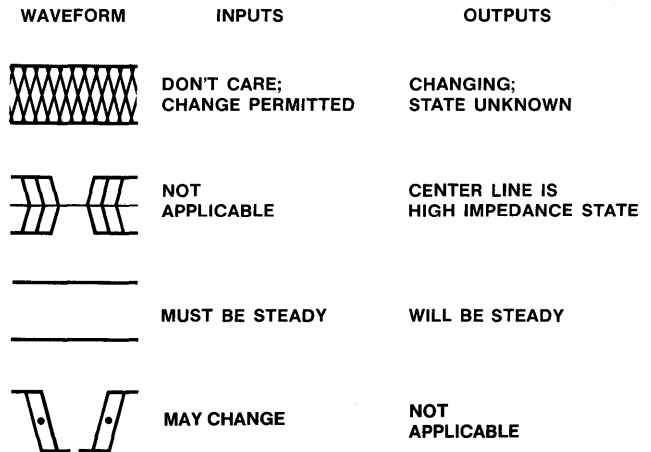 WAVEFORM INPUTS OUTPUTS
DON'T CARE; CHANGING;
CHANGE PERMITTED STATE UNKNOWN
NOT CENTER LINE IS
APPLICABLE HIGH IMPEDANCE STATE
MUST BE STEADY WILL BE STEADY
MAY CHANGE NOT
APPLICABLE